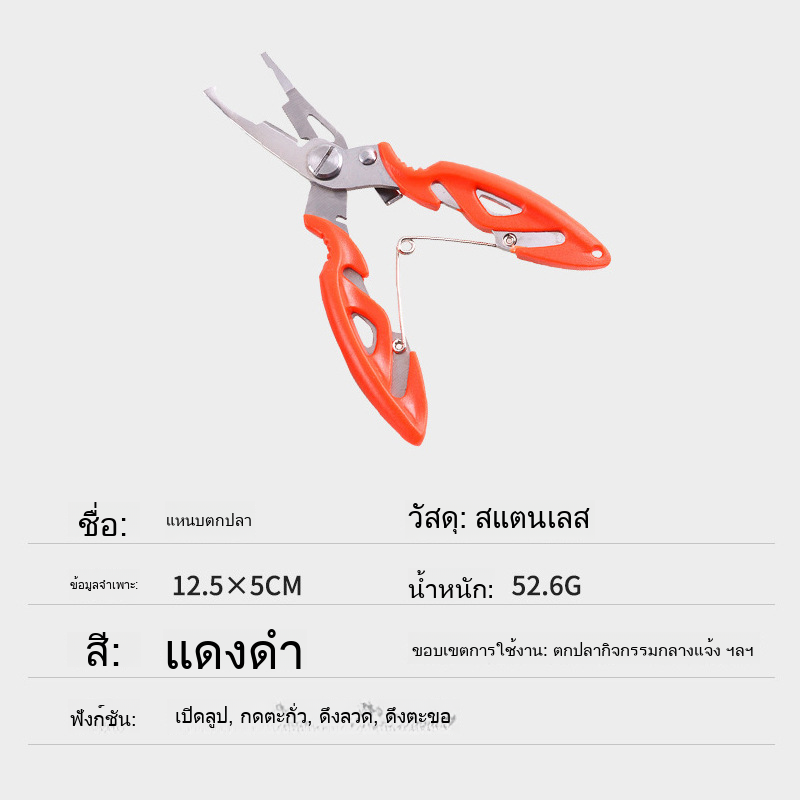 ชื่อ: แหนบตกปลา วัสดุ: สแตนเลส
ข้อมูลจำเพาะ: 12.5×5CM น้ำหนัก: 52.6G
สี: แดงดำ ขอบเขตการใช้งาน: ตกปลากิจกรรมกลางแจ้ง ฯลฯ
ฟังก์ชัน: เปิดลูป, กดตะกั่ว, ดึงลวด, ดึงตะขอ